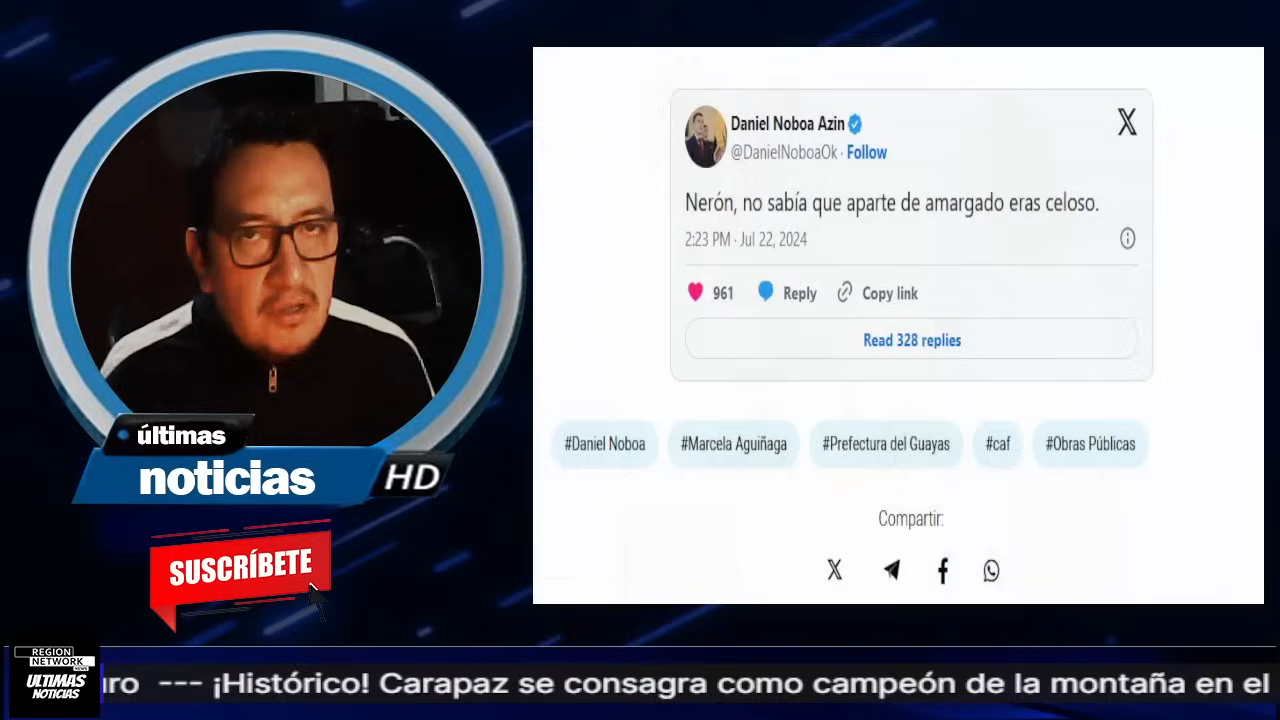 Daniel Noboa Azin
@DanielNoboaOk · Follow
X
Nerón, no sabía que aparte de amargado eras celoso.
2:23 PM · Jul 22, 2024
961 Reply Copy link
Read 328 replies
#Daniel Noboa #Marcela Aguiñaga #Prefectura del Guayas #caf #Obras Públicas
Compartir:
últimas
noticias HD
SUSCRÍBETE
REGION
NETWORK
NEWS
ULTIMAS
NOTICIAS
uro --- ¡Histórico! Carapaz se consagra como campeón de la montaña en el